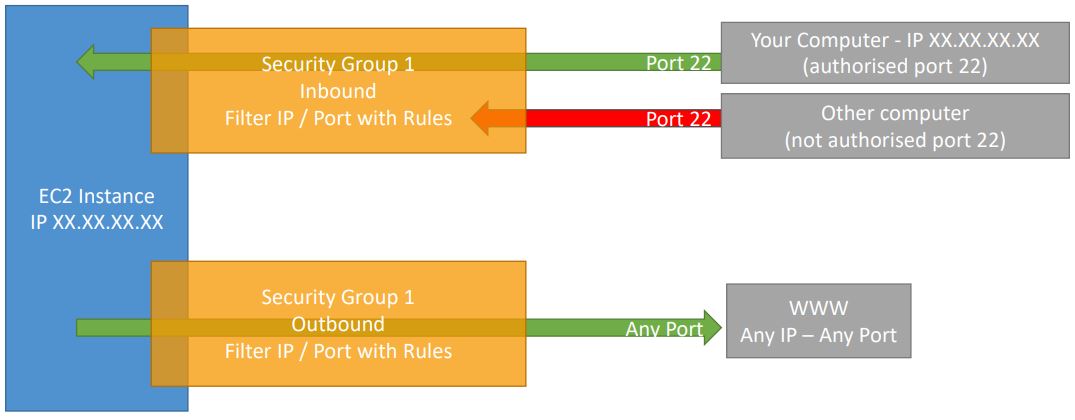 Security Group 1
Inbound
Filter IP / Port with Rules
Port 22
Your Computer - IP XX.XX.XX.XX
(authorised port 22)
Port 22
Other computer
(not authorised port 22)
EC2 Instance
IP XX.XX.XX.XX
Security Group 1
Outbound
Filter IP / Port with Rules
Any Port
WWW
Any IP – Any Port